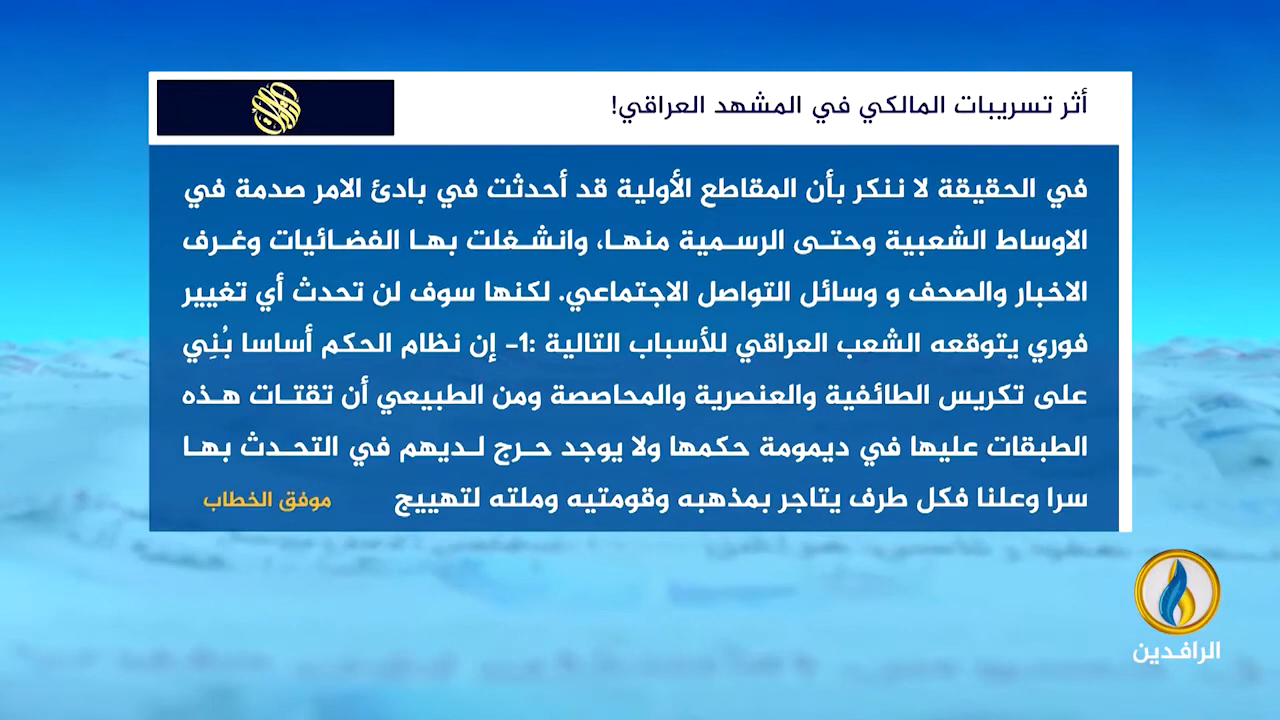 أثر تسريبات المالكي في المشهد العراقي!
في الحقيقة لا ننكر بأن المقاطع الأولية قد أحدثت في بادئ الامر صدمة في
الاوساط الشعبية وحتى الرسمية منها، وانشغلت بها الفضائيات وغرف
الاخبار والصحف و وسائل التواصل الاجتماعي. لكنها سوف لن تحدث أي تغيير
فوري يتوقعه الشعب العراقي للأسباب التالية :1- إن نظام الحكم أساسا بُنِي
على تكريس الطائفية والعنصرية والمحاصصة ومن الطبيعي أن تقتات هذه
الطبقات عليها في ديمومة حكمها ولا يوجد حرج لديهم في التحدث بها
سرا وعلنا فكل طرف يتاجر بمذهبه وقومتيه وملته لتهييج
موفق الخطاب
الرافدين